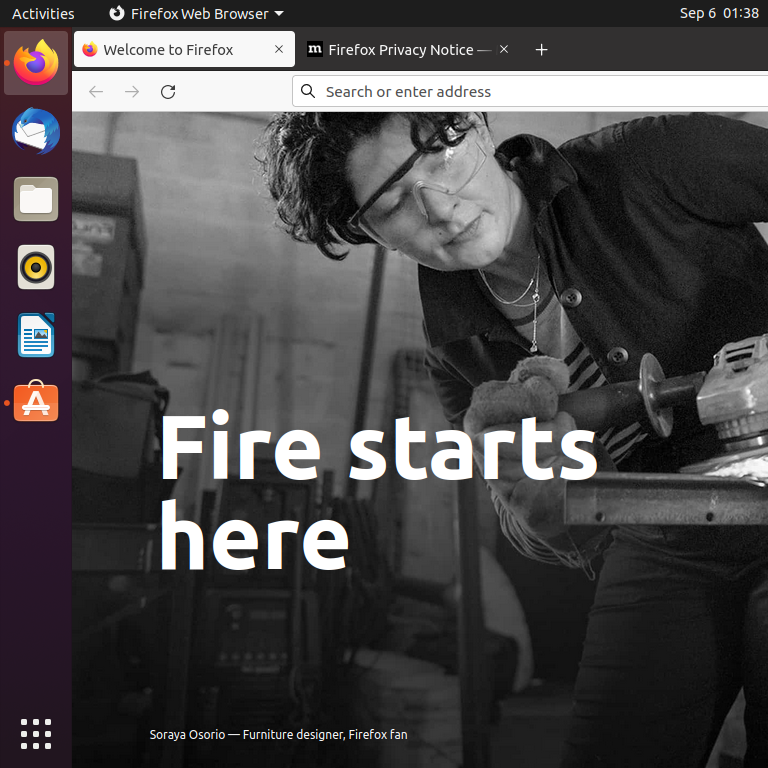 Activities
Firefox Web Browser
Sep 6 01:38
Welcome to Firefox
m
Firefox Privacy Notice —
Search or enter address
Fire starts
here
Soraya Osorio — Furniture designer, Firefox fan